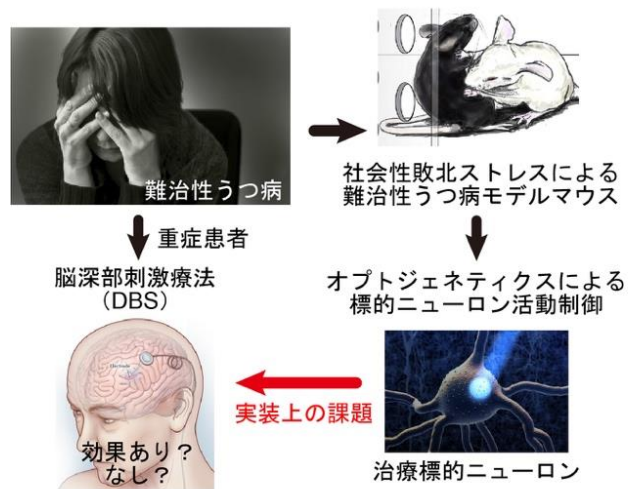 難治性うつ病
社会性敗北ストレスによる
難治性うつ病モデルマウス
重症患者
脳深部刺激療法
（DBS）
オプトジェネティクスによる
標的ニューロン活動制御
実装上の課題
効果あり？
なし？
治療標的ニューロン